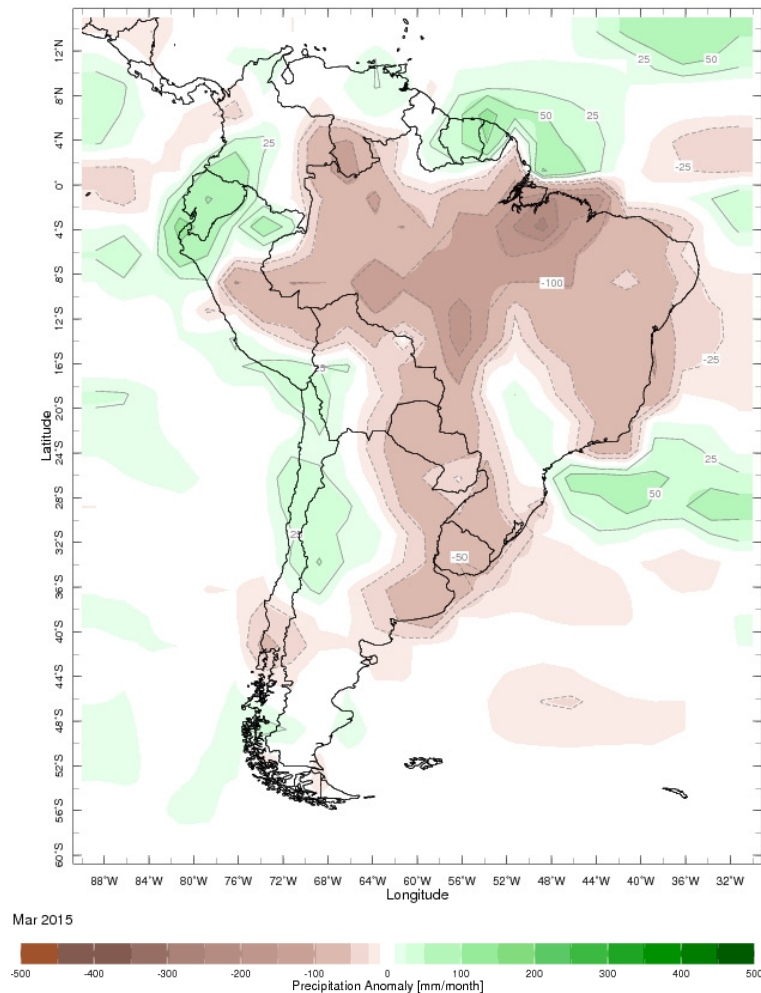 12°N
8°N
4°N
0°
4°S
8°S
12°S
16°S
20°S
24°S
28°S
32°S
36°S
40°S
44°S
48°S
52°S
56°S
60°S
Latitude
25
50
50
25
25
-25
-100
-25
25
25
50
25
-50
88°W 84°W 80°W 76°W 72°W 68°W 64°W 60°W 56°W 52°W 48°W 44°W 40°W 36°W 32°W
Longitude
Mar 2015
-500 -400 -300 -200 -100 0 100 200 300 400 500
Precipitation Anomaly [mm/month]